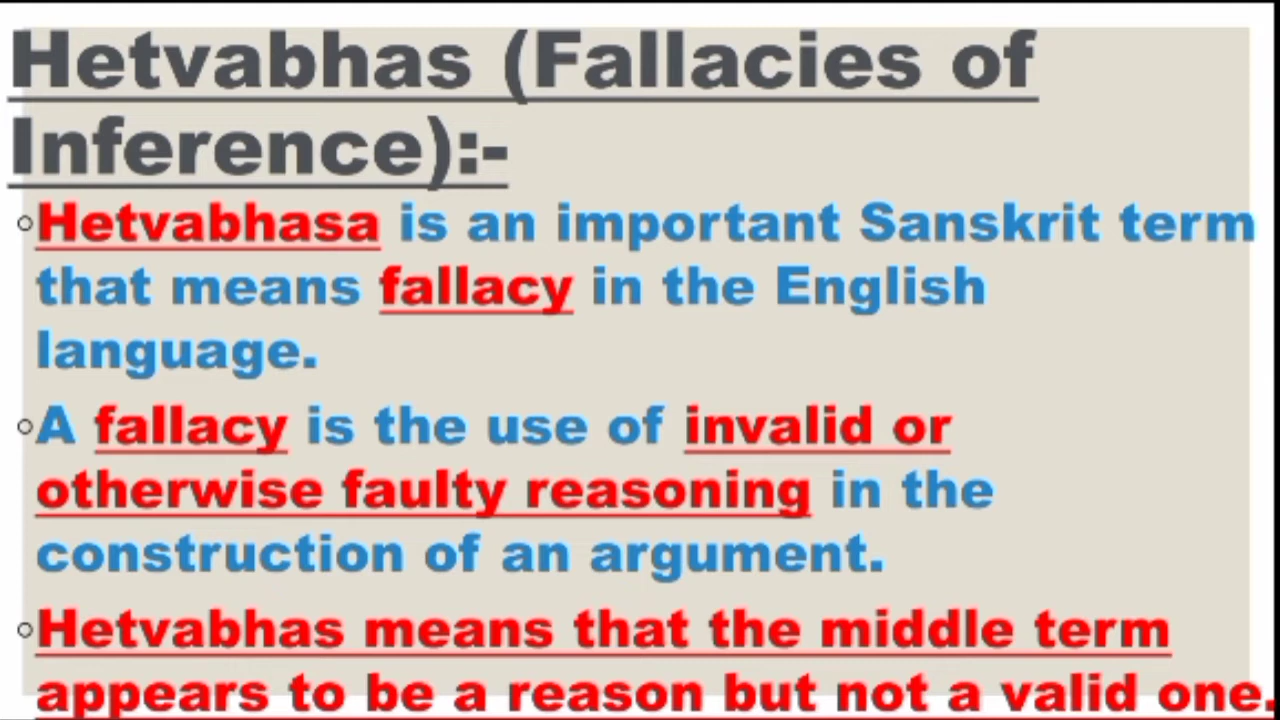 Hetvabhas (Fallacies of
Inference):-
◦Hetvabhasa is an important Sanskrit term
that means fallacy in the English
language.
◦A fallacy is the use of invalid or
otherwise faulty reasoning in the
construction of an argument.
◦Hetvabhas means that the middle term
appears to be a reason but not a valid one.